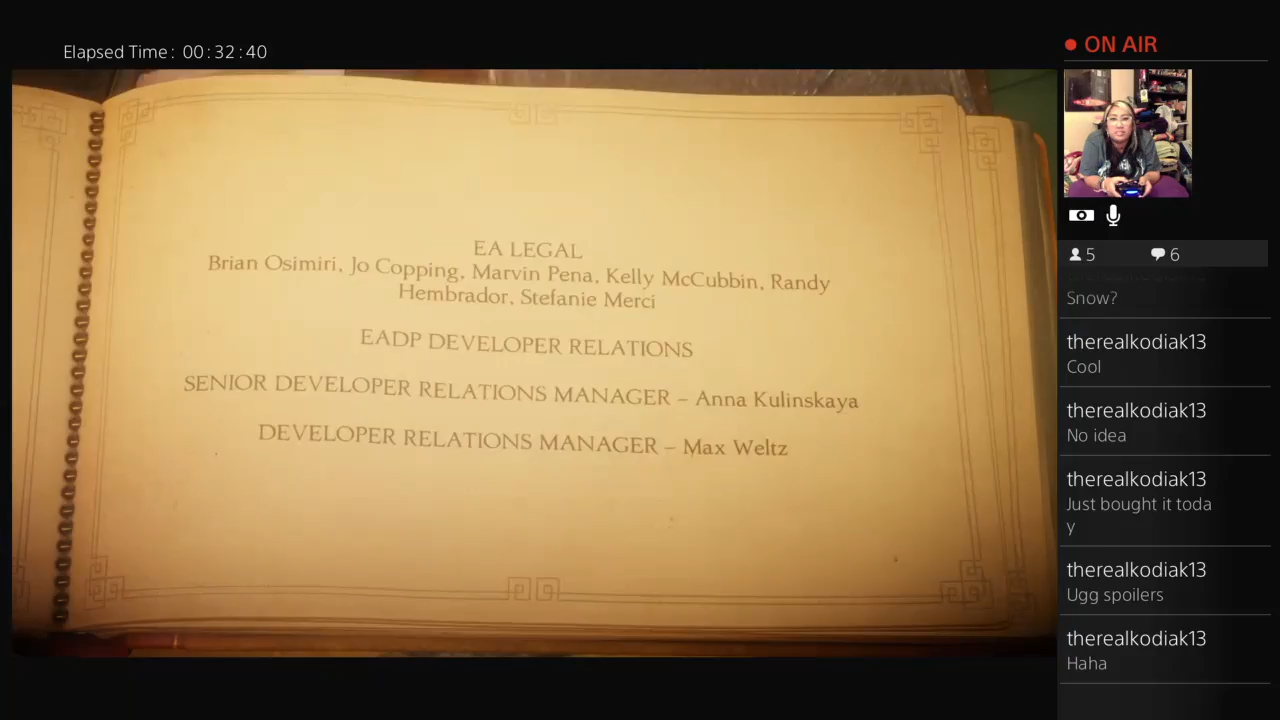 Elapsed Time: 00:32:40
ON AIR
EA LEGAL
Brian Osimiri, Jo Copping, Marvin Pena, Kelly McCubbin, Randy
Hembrador, Stefanie Merci
EADP DEVELOPER RELATIONS
SENIOR DEVELOPER RELATIONS MANAGER – Anna Kulinskaya
DEVELOPER RELATIONS MANAGER – Max Weltz
5
6
Snow?
therealkodiak13
Cool
therealkodiak13
No idea
therealkodiak13
Just bought it toda
y
therealkodiak13
Ugg spoilers
therealkodiak13
Haha